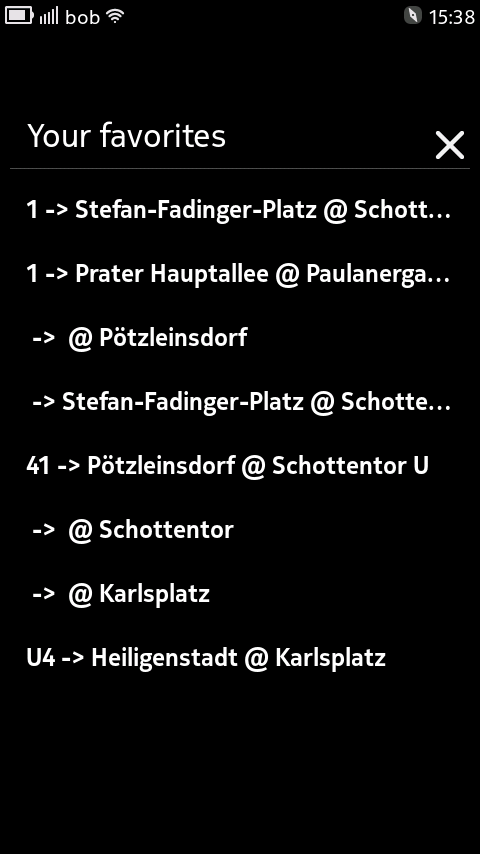 bob 15:38
Your favorites
1 -> Stefan-Fadinger-Platz @ Schott...
1 -> Prater Hauptallee @ Paulanerga...
-> @ Pötzleinsdorf
-> Stefan-Fadinger-Platz @ Schotte...
41 -> Pötzleinsdorf @ Schottentor U
-> @ Schottentor
-> @ Karlsplatz
U4 -> Heiligenstadt @ Karlsplatz